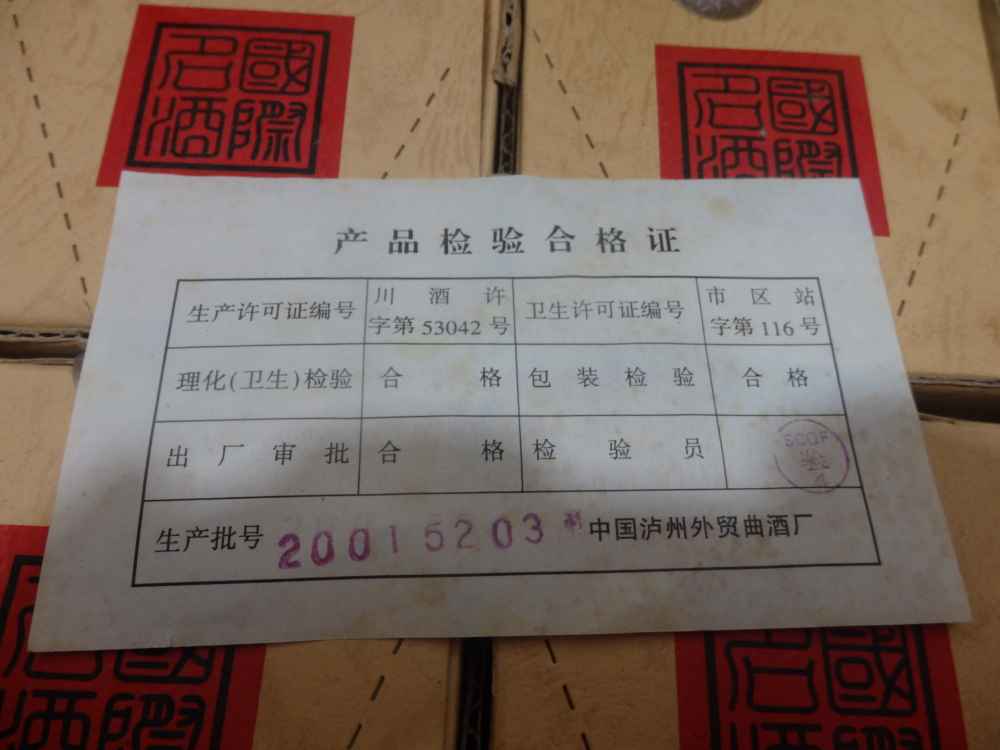 國際名酒
國際名酒
产品检验合格证
生产许可证编号 川酒许字第53042号 卫生许可证编号 市区站字第116号
理化(卫生)检验 合格 包装检验 合格
出厂审批 合格 检验员 SCQF 4
生产批号 20015203 中国泸州外贸曲酒厂
國際名酒
國際名酒